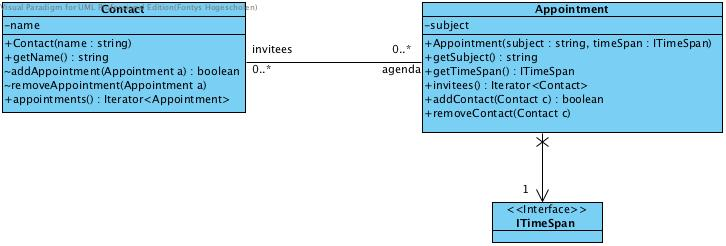 Visual Paradigm for UML Edition(Fontys Hogescholen)
Contact
-name
+Contact(name : string)
+getName() : string
~addAppointment(Appointment a) : boolean
~removeAppointment(Appointment a)
+appointments() : Iterator<Appointment>
invitees
0..*
0..*
agenda
Appointment
-subject
+Appointment(subject : string, timeSpan : ITimeSpan)
+getSubject() : string
+getTimeSpan() : ITimeSpan
+invitees() : Iterator<Contact>
+addContact(Contact c) : boolean
+removeContact(Contact c)
1
<<Interface>>
ITimeSpan